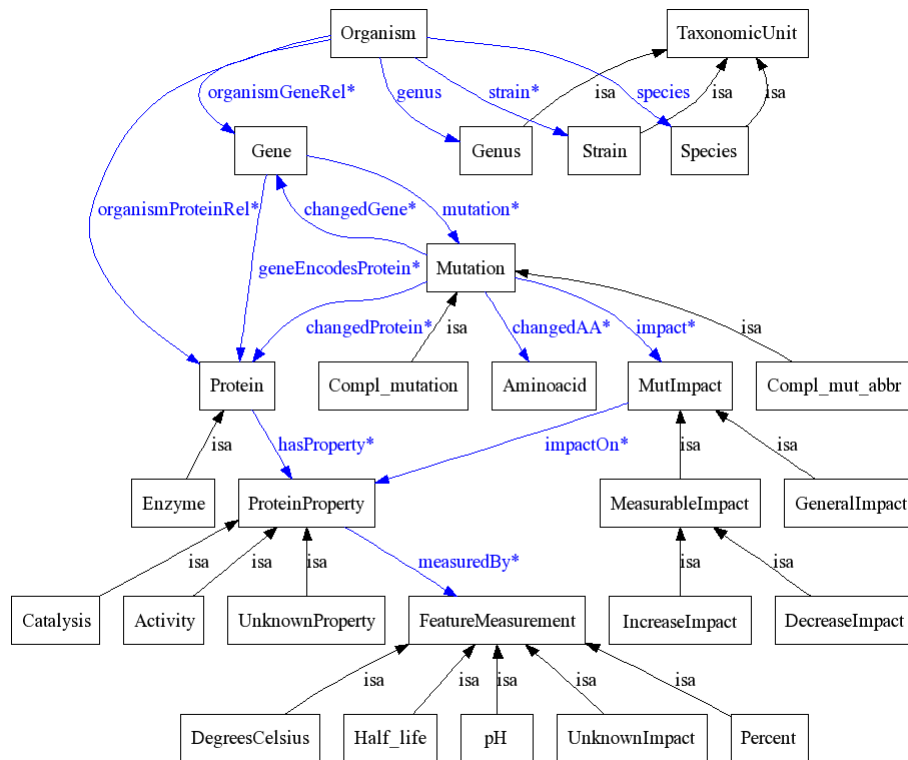 Organism
TaxonomicUnit
organismGeneRel*
genus
strain*
species
isa
isa
isa
Gene
Genus
Strain
Species
organismProteinRel*
changedGene*
mutation*
geneEncodesProtein*
Mutation
changedProtein*
isa
changedAA*
impact*
isa
Protein
Compl_mutation
Aminoacid
MutImpact
Compl_mut_abbr
isa
hasProperty*
impactOn*
isa
isa
Enzyme
ProteinProperty
MeasurableImpact
GeneralImpact
isa
isa
isa
measuredBy*
isa
isa
Catalysis
Activity
UnknownProperty
FeatureMeasurement
IncreaseImpact
DecreaseImpact
isa
isa
isa
isa
isa
DegreesCelsius
Half_life
pH
UnknownImpact
Percent